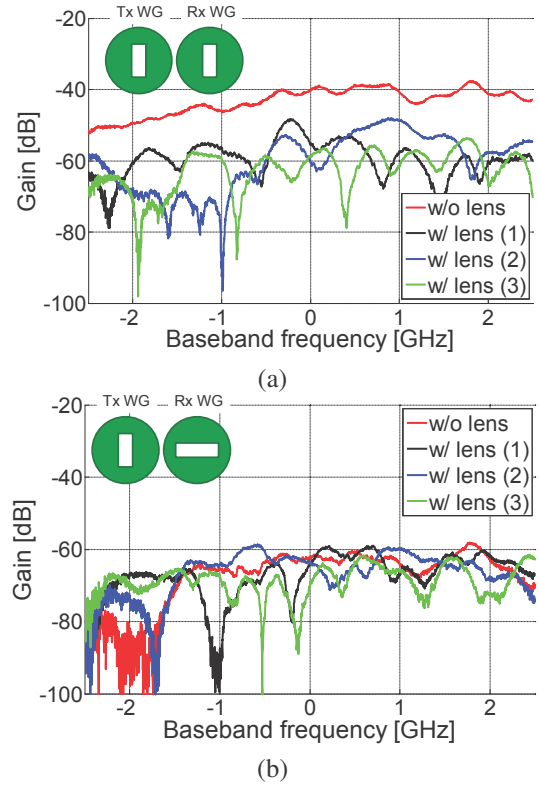 Tx WG Rx WG
-20
-40
-60
-80
-100
Gain [dB]
w/o lens
w/ lens (1)
w/ lens (2)
w/ lens (3)
-2 -1 0 1 2
Baseband frequency [GHz]
(a)
Tx WG Rx WG
-20
-40
-60
-80
-100
Gain [dB]
w/o lens
w/ lens (1)
w/ lens (2)
w/ lens (3)
-2 -1 0 1 2
Baseband frequency [GHz]
(b)